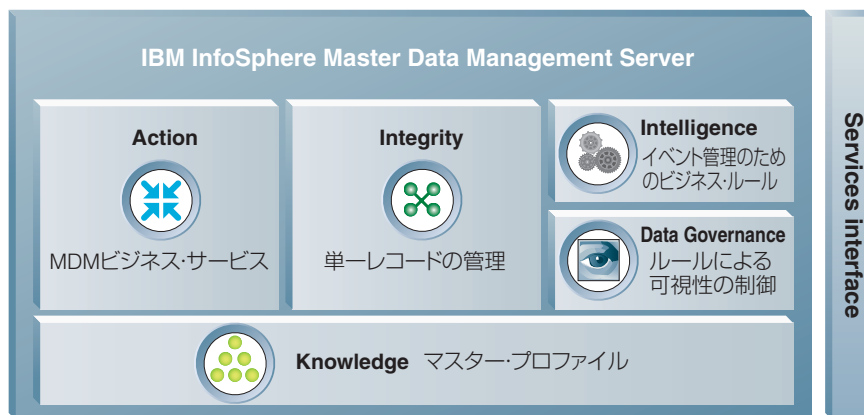 IBM InfoSphere Master Data Management Server
Action
MDMビジネス・サービス
Integrity
単一レコードの管理
Intelligence
イベント管理のため
のビジネス・ルール
Data Governance
ルールによる
可視性の制御
Knowledge マスター・プロファイル
Services interface